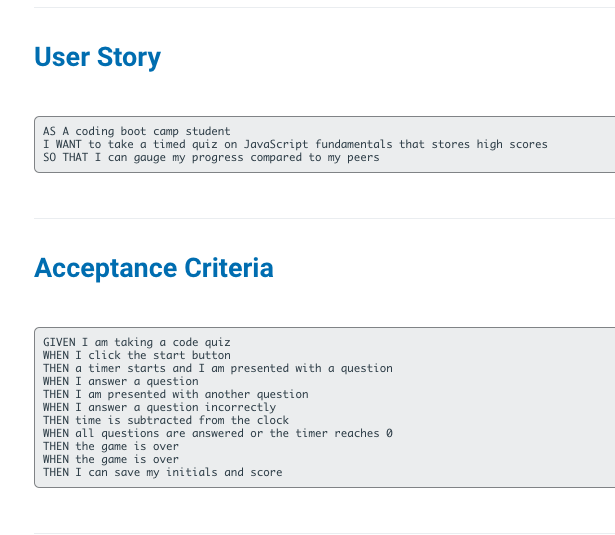 User Story
AS A coding boot camp student
I WANT to take a timed quiz on JavaScript fundamentals that stores high scores
SO THAT I can gauge my progress compared to my peers
Acceptance Criteria
GIVEN I am taking a code quiz
WHEN I click the start button
THEN a timer starts and I am presented with a question
WHEN I answer a question
THEN I am presented with another question
WHEN I answer a question incorrectly
THEN time is subtracted from the clock
WHEN all questions are answered or the timer reaches 0
THEN the game is over
WHEN the game is over
THEN I can save my initials and score